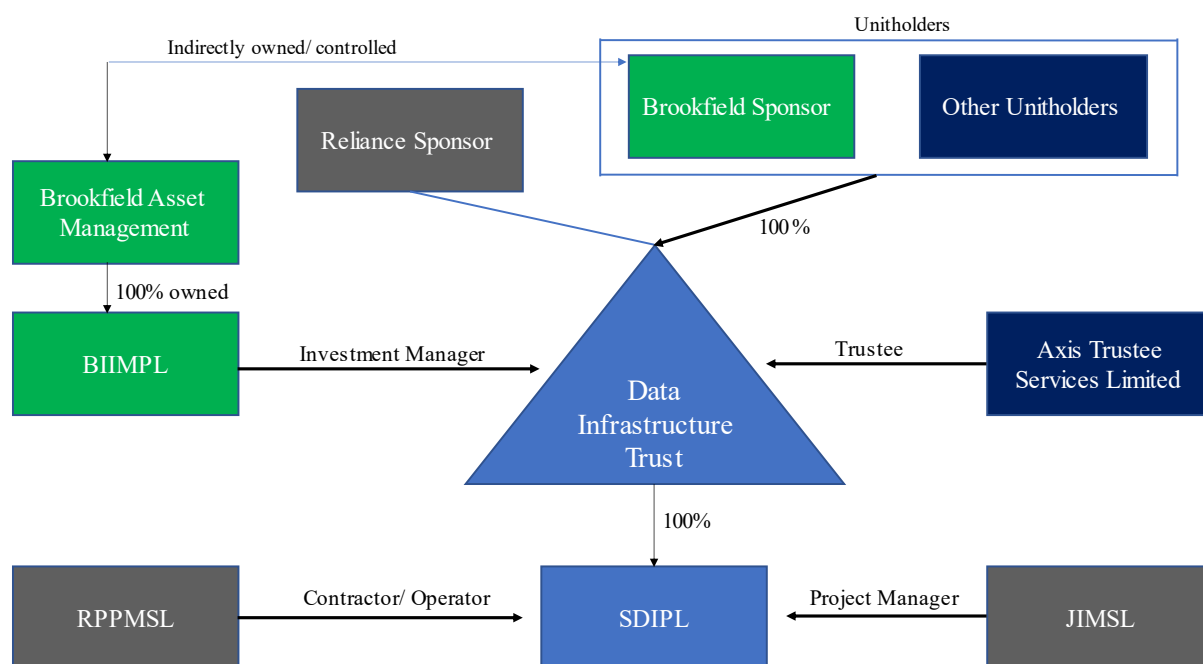 Unitholders
Indirectly owned/ controlled
Brookfield Sponsor
Other Unitholders
Reliance Sponsor
Brookfield Asset
Management
100%
100% owned
BIIMPL
Investment Manager
Trustee
Axis Trustee
Services Limited
Data
Infrastructure
Trust
100%
RPPMSL
Contractor/ Operator
SDIPL
Project Manager
JIMSL